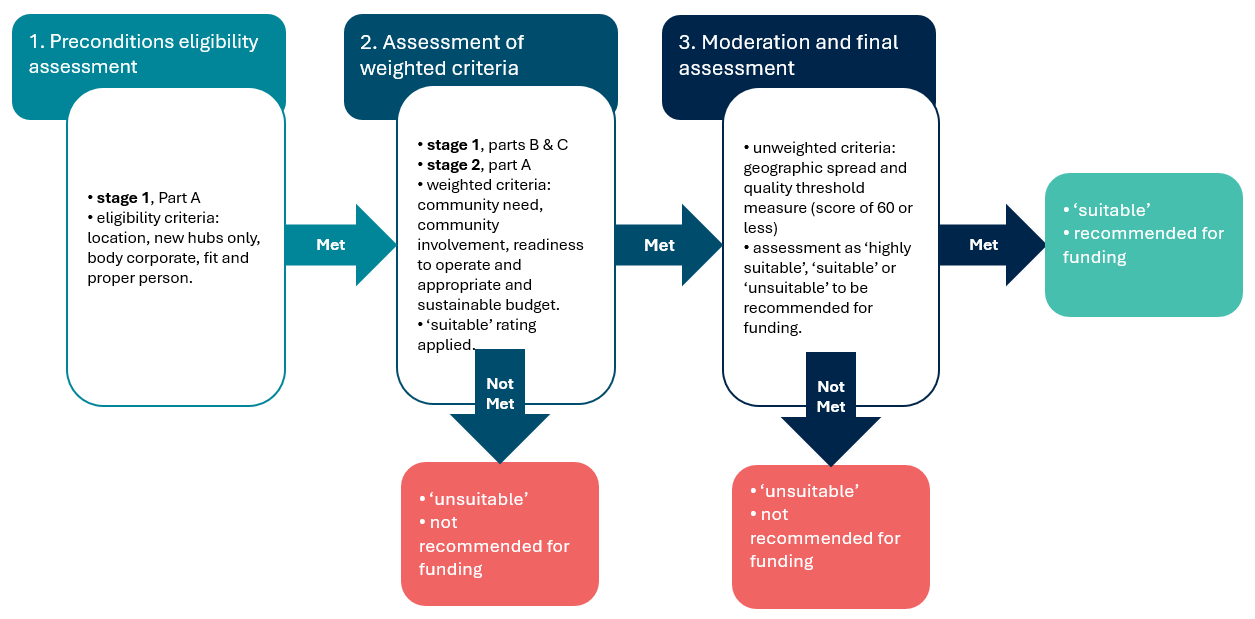 1. Preconditions eligibility
assessment
• stage 1, Part A
• eligibility criteria:
location, new hubs only,
body corporate, fit and
proper person.
Met
2. Assessment of
weighted criteria
• stage 1, parts B & C
• stage 2, part A
• weighted criteria:
community need,
community
involvement, readiness
to operate and
appropriate and
sustainable budget.
• ‘suitable’ rating
applied.
Met
Not
Met
• ‘unsuitable’
• not
recommended for
funding
3. Moderation and final
assessment
• unweighted criteria:
geographic spread and
quality threshold
measure (score of 60 or
less)
• assessment as ‘highly
suitable’, ‘suitable’ or
‘unsuitable’ to be
recommended for
funding.
Met
Not
Met
• ‘unsuitable’
• not
recommended for
funding
• ‘suitable’
• recommended for
funding